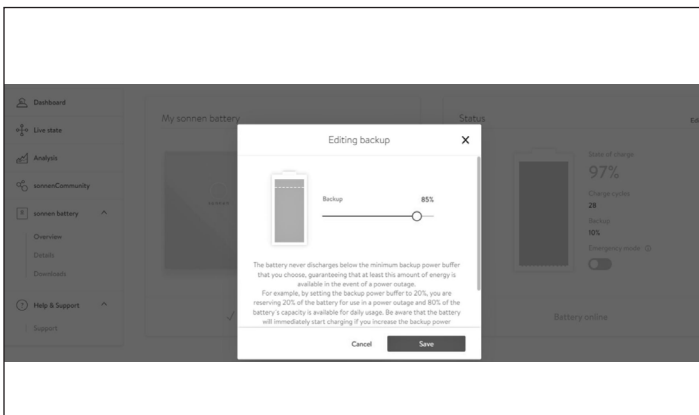 Dashboard
Live state
Analysis
sonnenCommunity
sonnen battery
Overview
Details
Downloads
Help & Support
Support
My sonnen battery
Editing backup
X
Backup 85%
The battery never discharges below the minimum backup power buffer
that you choose, guaranteeing that at least this amount of energy is
available in the event of a power outage.
For example, by setting the backup power buffer to 20%, you are
reserving 20% of the battery for use in a power outage and 80% of the
battery's capacity is available for daily usage. Be aware that the battery
will immediately start charging if you increase the backup power
Cancel Save
Status
State of charge
97%
Charge cycles
28
Backup
10%
Emergency mode
Battery online